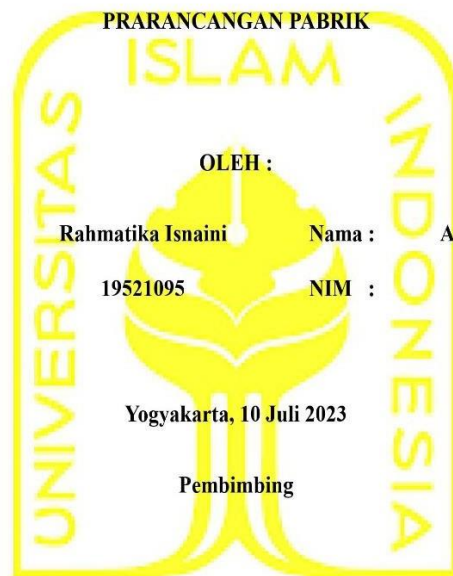 PRARANCANGAN PABRIK
ISLAM
UNIVERSITAS
INDONESIA
OLEH :
Rahmatika Isnaini Nama : A
19521095 NIM :
Yogyakarta, 10 Juli 2023
Pembimbing